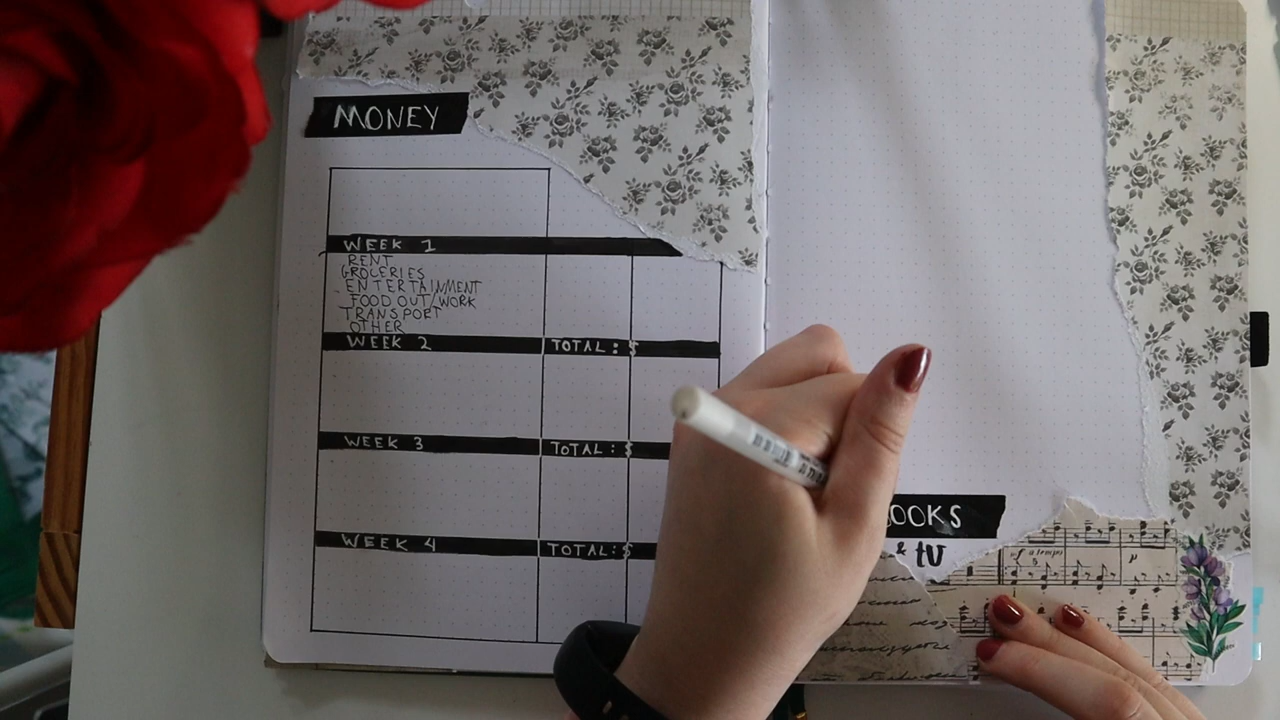 MONEY
WEEK 1
RENT
GROCERIES
ENTERTAINMENT
FOOD OUT/WORK
TRANSPORT
OTHER
WEEK 2 TOTAL: $
WEEK 3 TOTAL: $
WEEK 4 TOTAL: $
OOKS
& tv